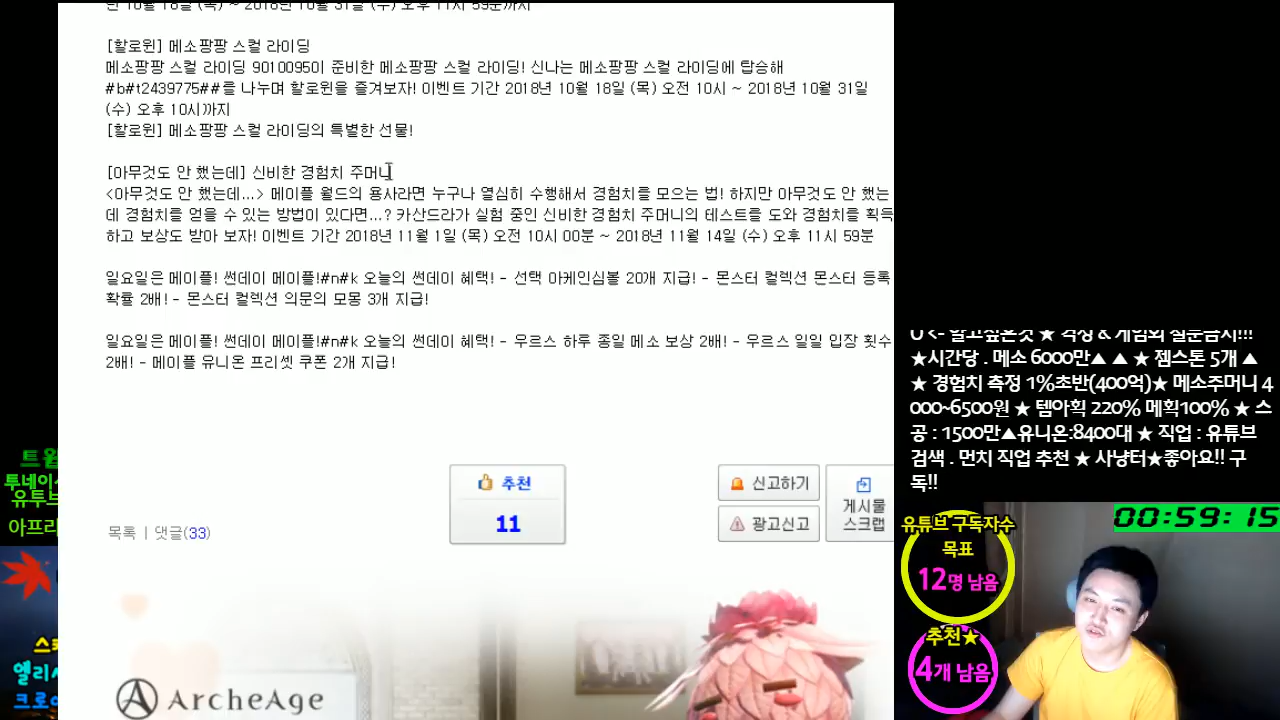 [할로윈] 메소팡팡 스컬 라이딩
메소팡팡 스컬 라이딩 9010095이 준비한 메소팡팡 스컬 라이딩! 신나는 메소팡팡 스컬 라이딩에 탑승해
#b#t2439775##를 나누며 할로윈을 즐겨보자! 이벤트 기간 2018년 10월 18일 (목) 오전 10시 ~ 2018년 10월 31일
(수) 오후 10시까지
[할로윈] 메소팡팡 스컬 라이딩의 특별한 선물!
[아무것도 안 했는데] 신비한 경험치 주머니
<아무것도 안 했는데...> 메이플 월드의 용사라면 누구나 열심히 수행해서 경험치를 모으는 법! 하지만 아무것도 안 했는
데 경험치를 얻을 수 있는 방법이 있다면...? 카산드라가 실험 중인 신비한 경험치 주머니의 테스트를 도와 경험치를 획득
하고 보상도 받아 보자! 이벤트 기간 2018년 11월 1일 (목) 오전 10시 00분 ~ 2018년 11월 14일 (수) 오후 11시 59분
일요일은 메이플! 썬데이 메이플!#n#k 오늘의 썬데이 혜택! - 선택 아케인심볼 20개 지급! - 몬스터 컬렉션 몬스터 등록
확률 2배! - 몬스터 컬렉션 의문의 모몽 3개 지급!
일요일은 메이플! 썬데이 메이플!#n#k 오늘의 썬데이 혜택! - 우르스 하루 종일 메소 보상 2배! - 우르스 일일 입장 횟수
2배! - 메이플 유니온 프리셋 쿠폰 2개 지급!
추천
11
신고하기
광고신고
게시물
스크랩
목록 | 댓글(33)
ArcheAge
★시간당 . 메소 6000만▲ ▲ ★ 젬스톤 5개 ▲
★ 경험치 측정 1%초반(400억)★ 메소주머니 4
000~6500원 ★ 템아획 220% 메획100% ★ 스
공 : 1500만▲유니온:8400대 ★ 직업 : 유튜브
검색 . 먼치 직업 추천 ★ 사냥터★좋아요!! 구
독!!
00:59:15
유튜브 구독자수
목표
12명 남음
추천★
4개 남음
트윕
투네이션
유투브
아프리
엘리시
크로아